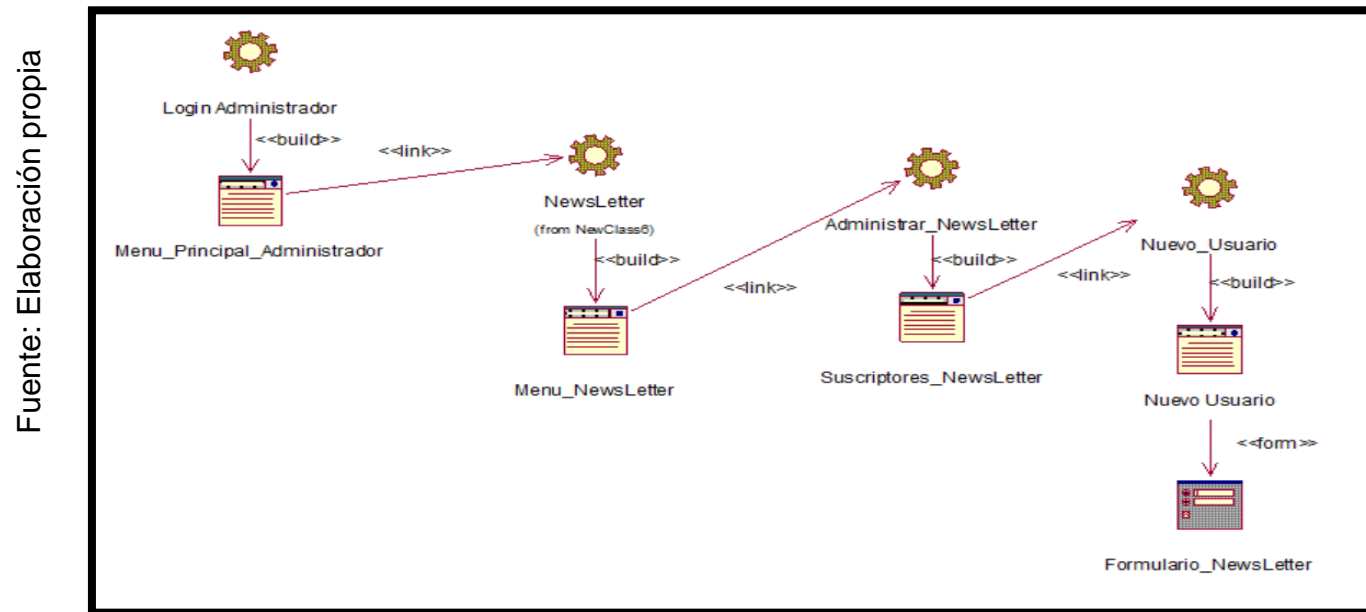 Fuente: Elaboración propia
Login Administrador
<<build>>
Menu_Principal_Administrador
<<link>>
NewsLetter
(from NewClass6)
<<build>>
Menu_NewsLetter
<<link>>
Administrar_NewsLetter
<<build>>
Suscriptores_NewsLetter
<<link>>
Nuevo_Usuario
<<build>>
Nuevo Usuario
<<form>>
Formulario_NewsLetter